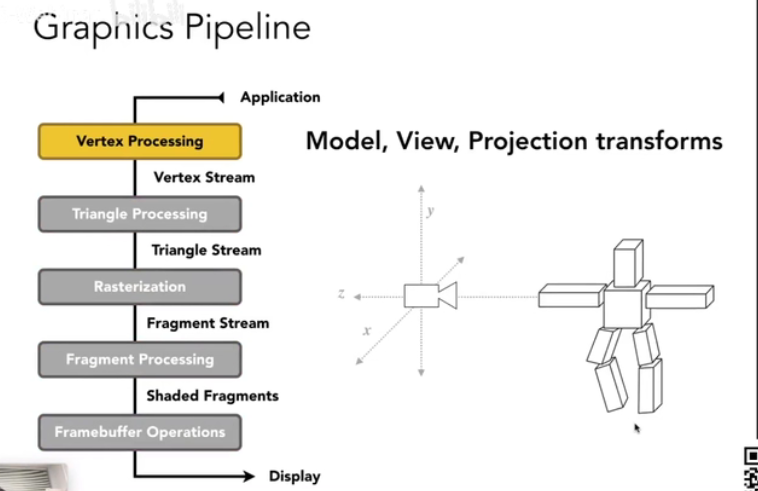 Graphics Pipeline
Application
Vertex Processing
Model, View, Projection transforms
Vertex Stream
Triangle Processing
Triangle Stream
Rasterization
Fragment Stream
Fragment Processing
Shaded Fragments
Framebuffer Operations
Display
y
z
x